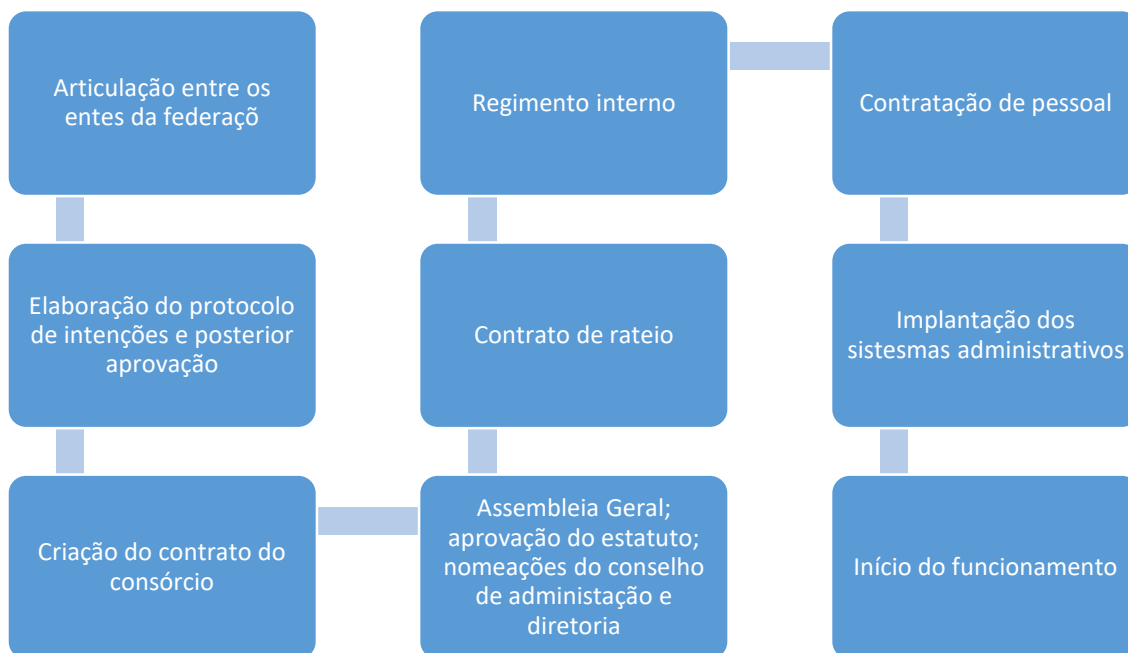 Articulação entre os
entes da federaçõ
Elaboração do protocolo
de intenções e posterior
aprovação
Criação do contrato do
consórcio
Assembleia Geral;
aprovação do estatuto;
nomeações do conselho
de administação e
diretoria
Contrato de rateio
Regimento interno
Contratação de pessoal
Implantação dos
sistesmas administrativos
Início do funcionamento